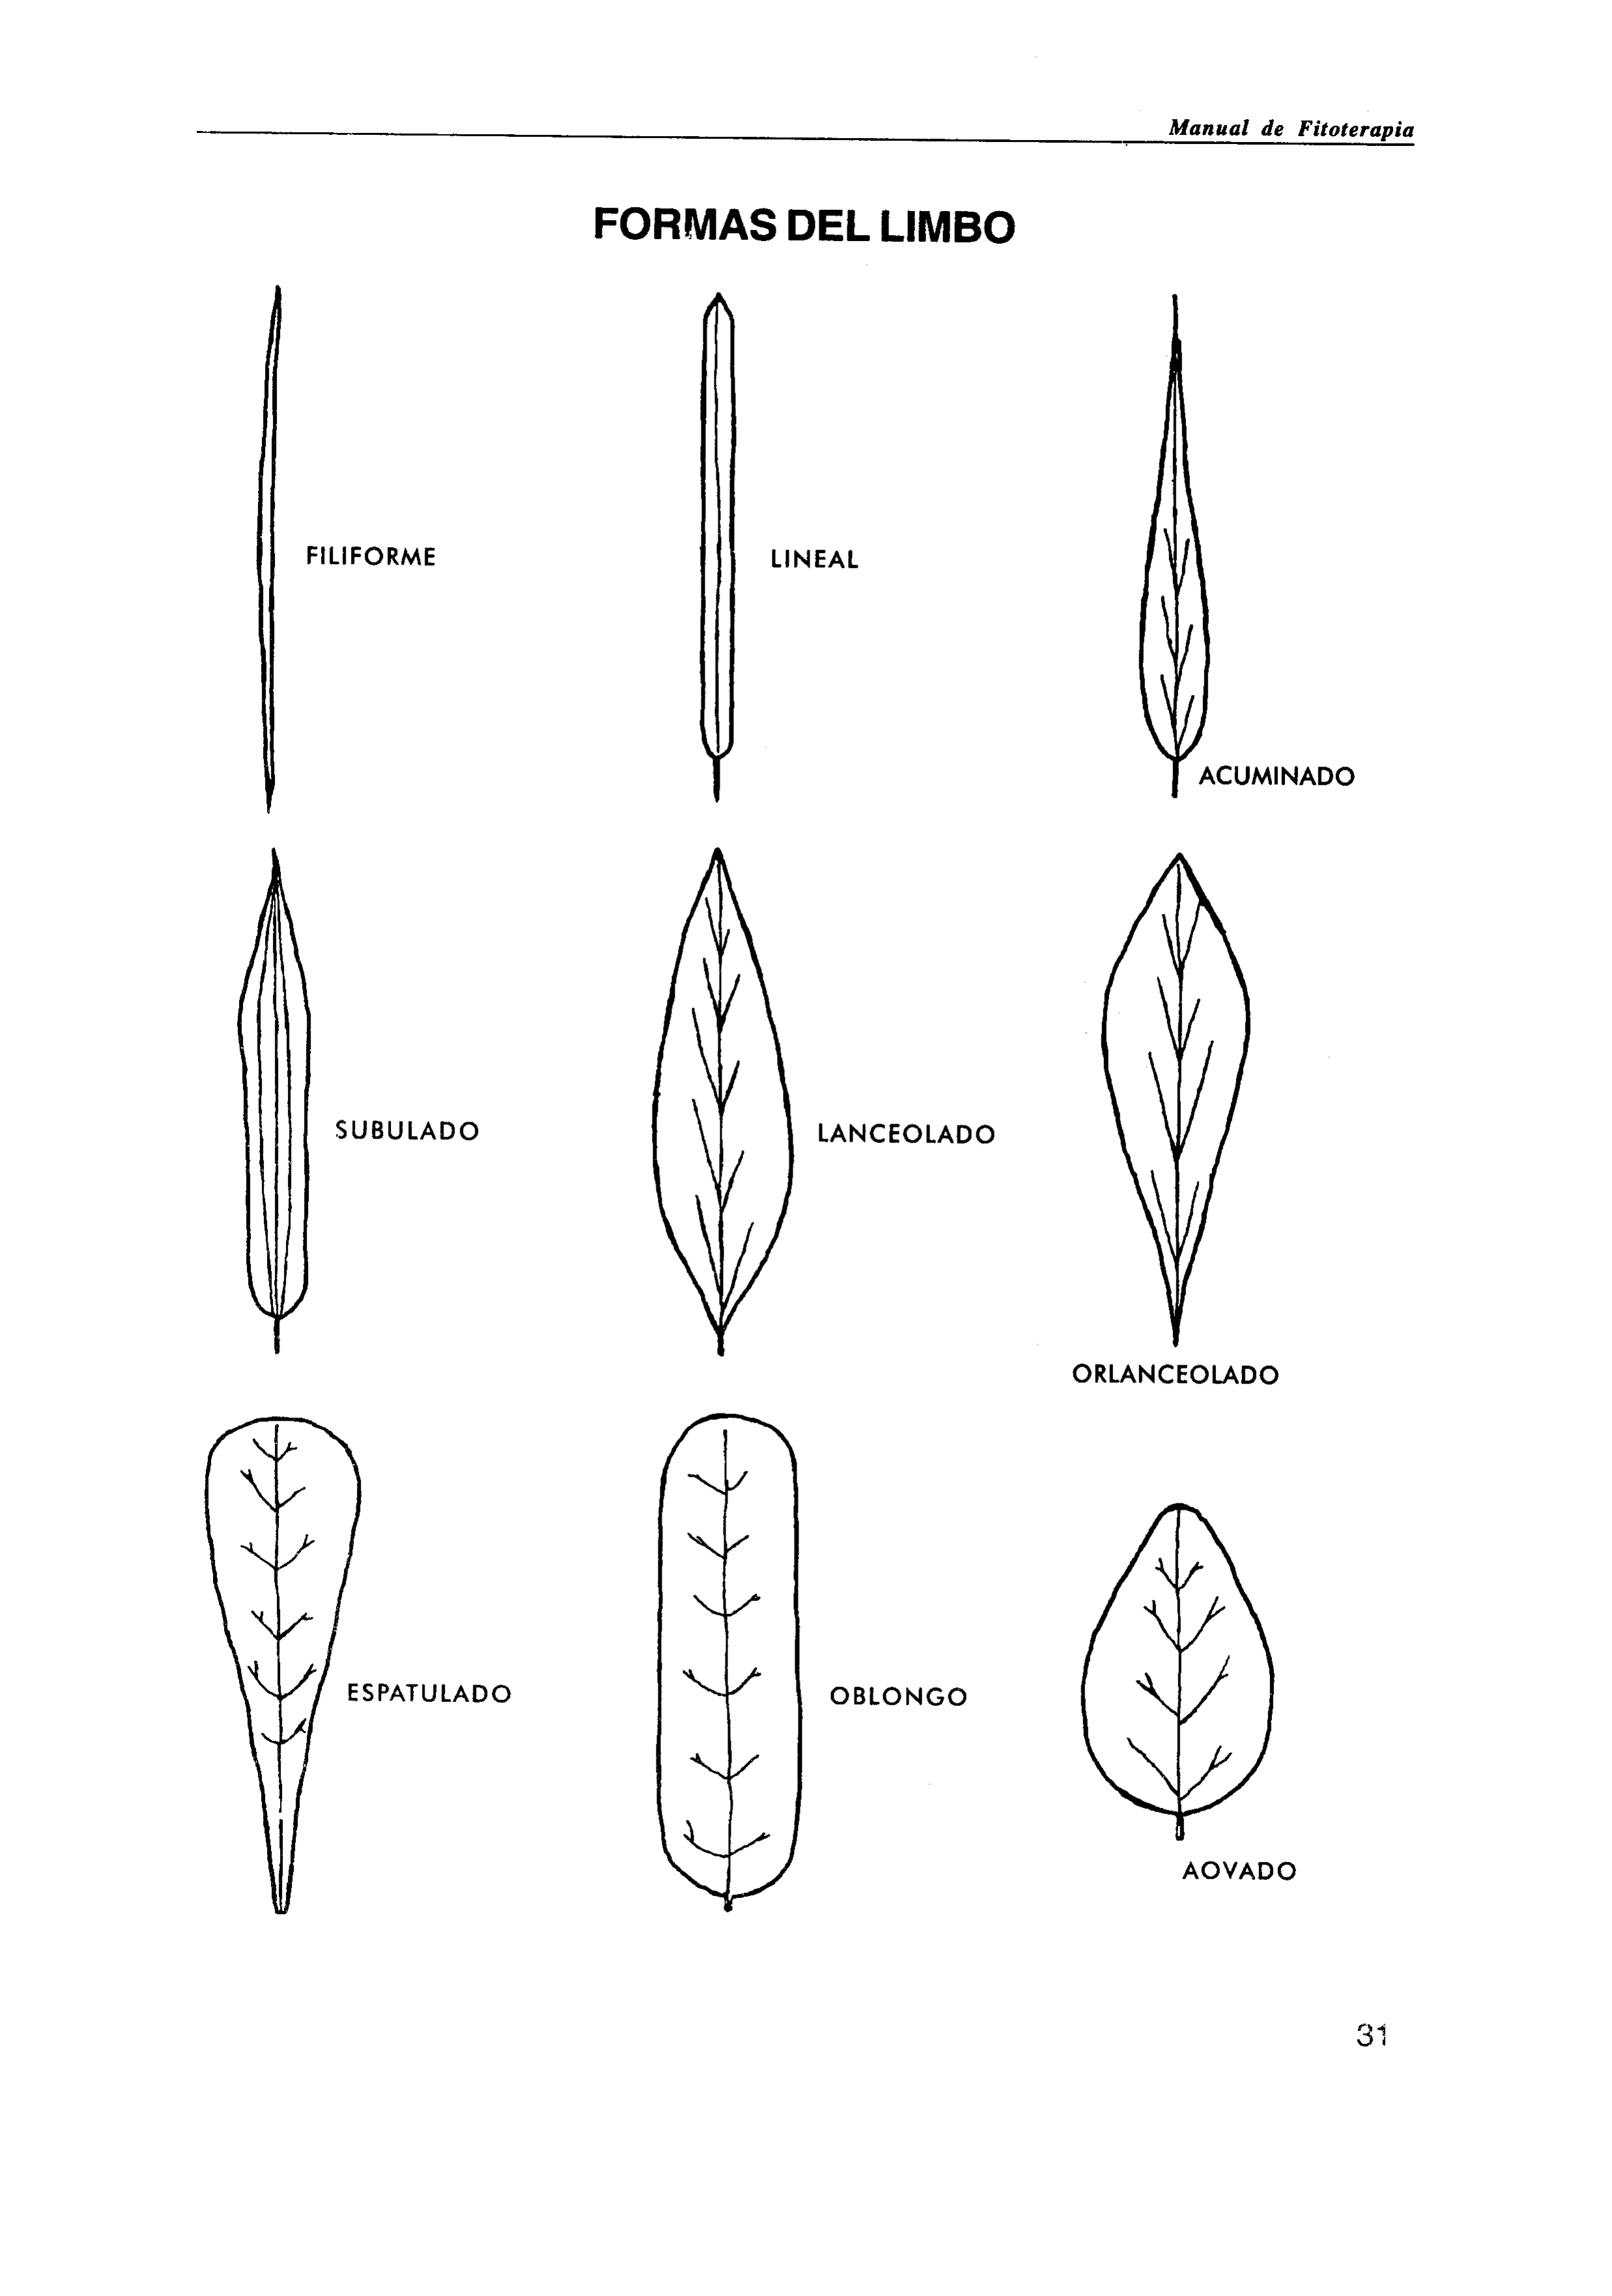 Manual de Fitoterapia
FORMAS DEL LIMBO
FILIFORME
LINEAL
ACUMINADO
SUBULADO
LANCEOLADO
ORLANCEOLADO
ESPATULADO
OBLONGO
AOVADO
31